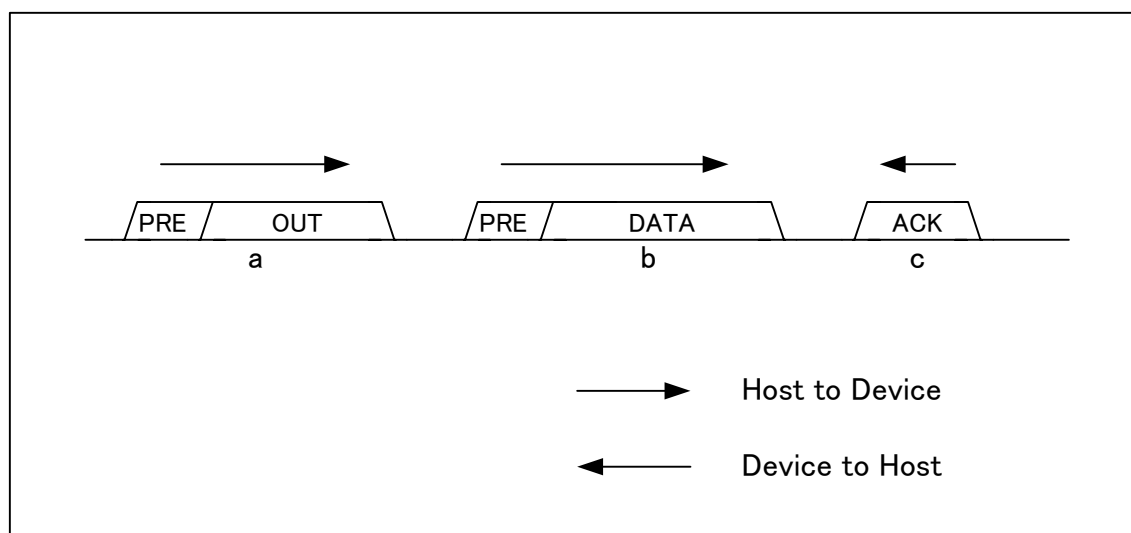 PRE OUT PRE DATA ACK
a b c
Host to Device
Device to Host